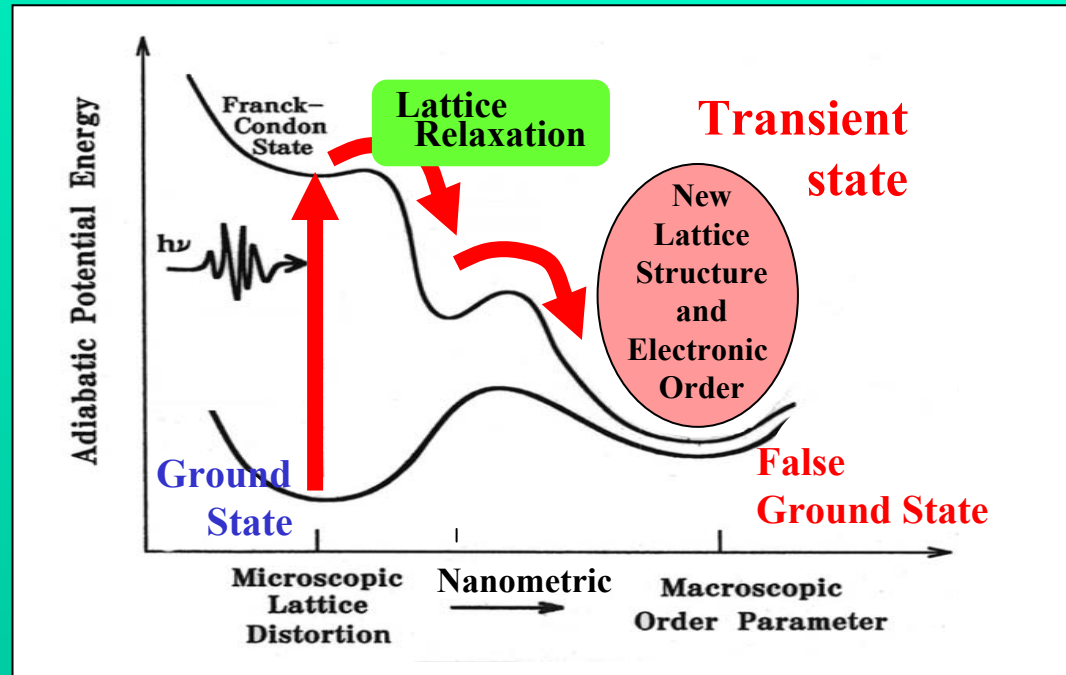 Adiabatic Potential Energy
Franck-
Condon
State
Lattice
Relaxation
Transient
state
hν
New
Lattice
Structure
and
Electronic
Order
Ground
State
False
Ground State
Microscopic
Lattice
Distortion
Nanometric
Macroscopic
Order Parameter